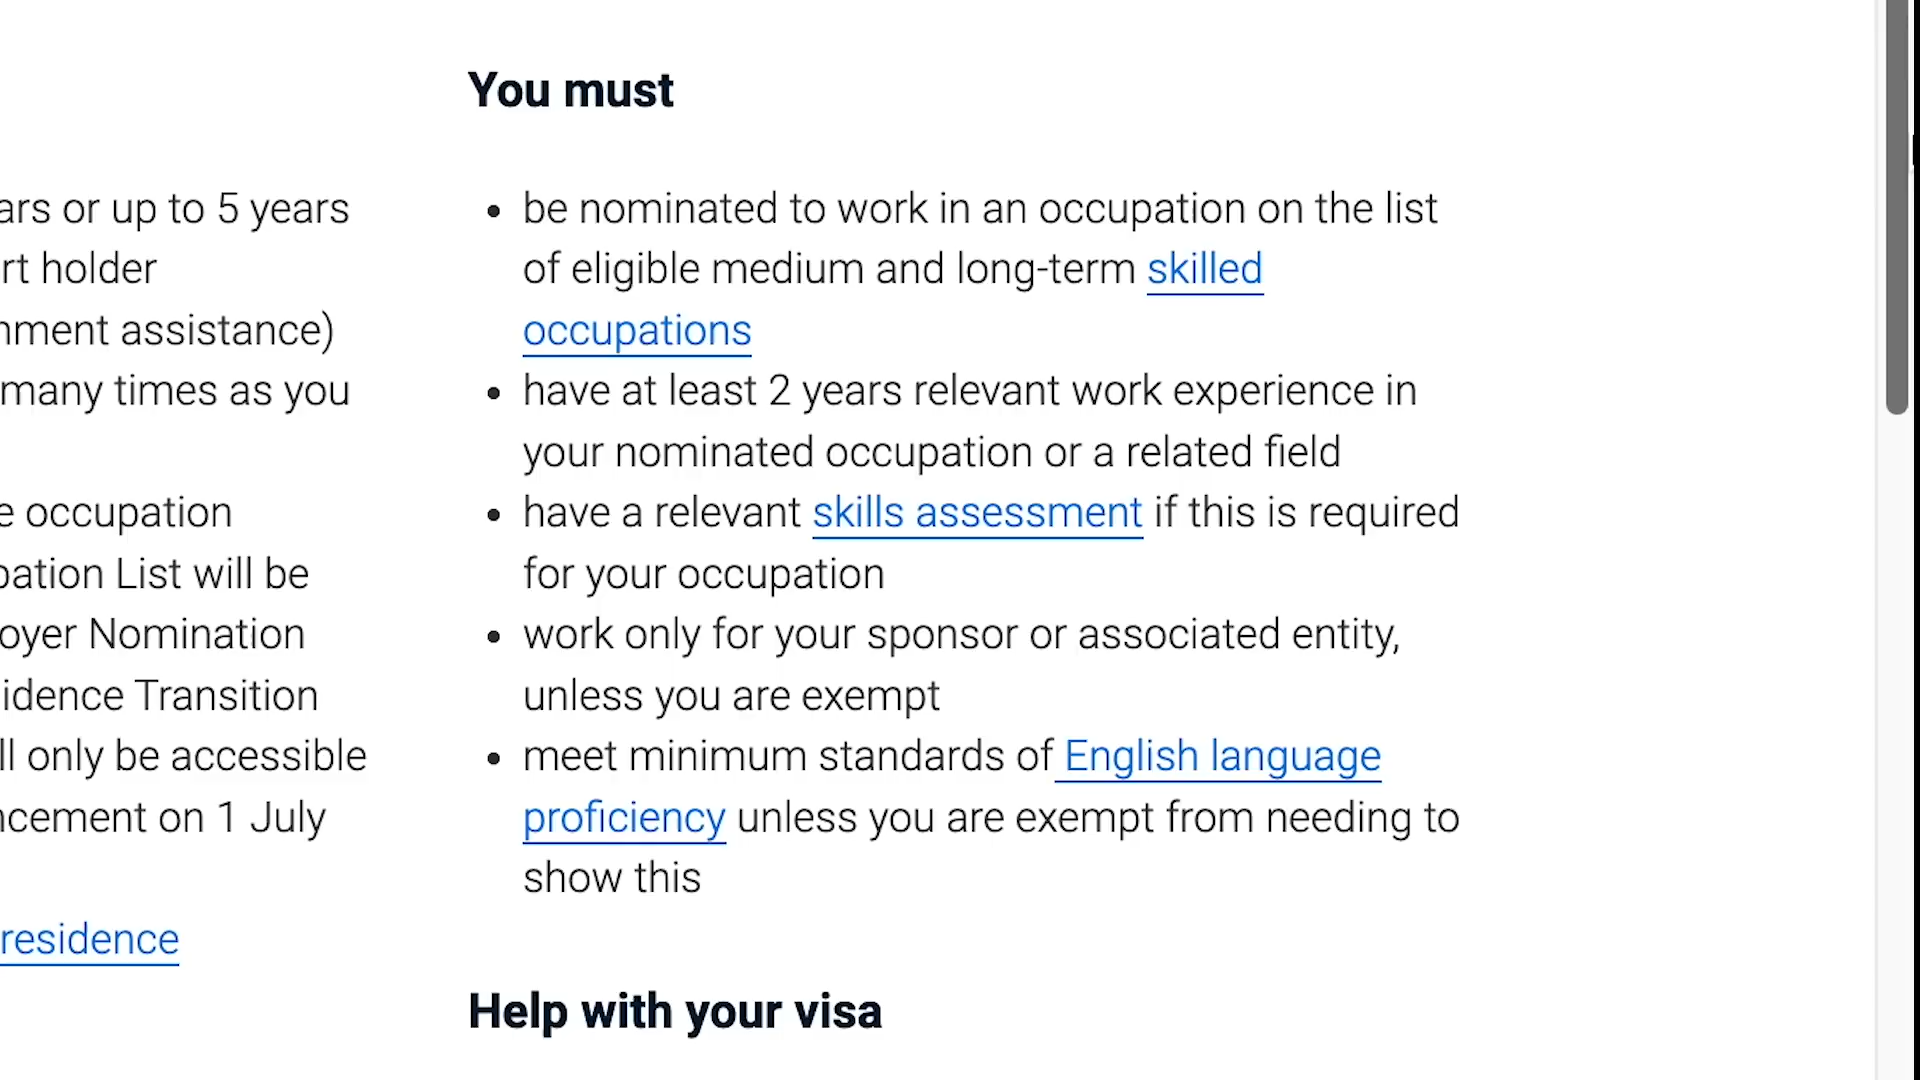 ars or up to 5 years
rt holder
nment assistance)
many times as you
e occupation
pation List will be
oyer Nomination
idence Transition
ll only be accessible
ncement on 1 July
residence
You must
be nominated to work in an occupation on the list
of eligible medium and long-term skilled
occupations
have at least 2 years relevant work experience in
your nominated occupation or a related field
have a relevant skills assessment if this is required
for your occupation
work only for your sponsor or associated entity,
unless you are exempt
meet minimum standards of English language
proficiency unless you are exempt from needing to
show this
Help with your visa